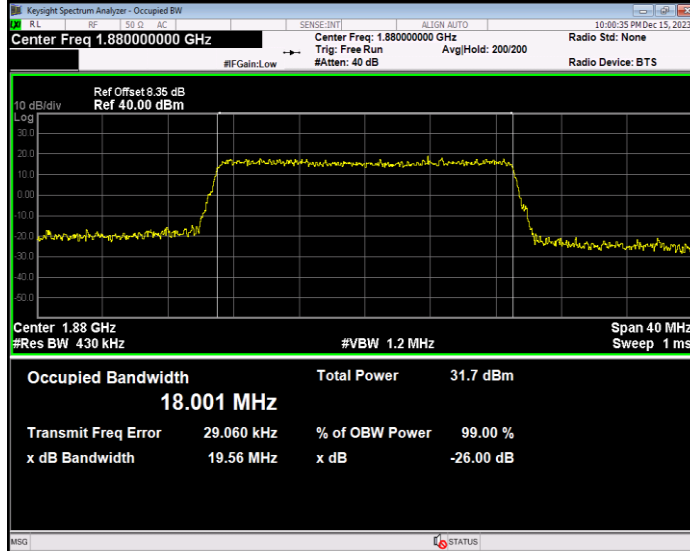 Keysight Spectrum Analyzer - Occupied BW
RL RF 50 Ω AC SENSE:INT ALIGN AUTO 10:00:35 PM Dec 15, 2023
Center Freq 1.880000000 GHz Center Freq: 1.880000000 GHz Radio Std: None
Trig: Free Run Avg|Hold: 200/200
#IFGain:Low #Atten: 40 dB Radio Device: BTS
Ref Offset 8.35 dB
10 dB/div Ref 40.00 dBm
Log
30.0
20.0
10.0
0.00
-10.0
-20.0
-30.0
-40.0
-50.0
Center 1.88 GHz Span 40 MHz
#Res BW 430 kHz #VBW 1.2 MHz Sweep 1 ms
Occupied Bandwidth Total Power 31.7 dBm
18.001 MHz
Transmit Freq Error 29.060 kHz % of OBW Power 99.00 %
x dB Bandwidth 19.56 MHz x dB -26.00 dB
MSG STATUS